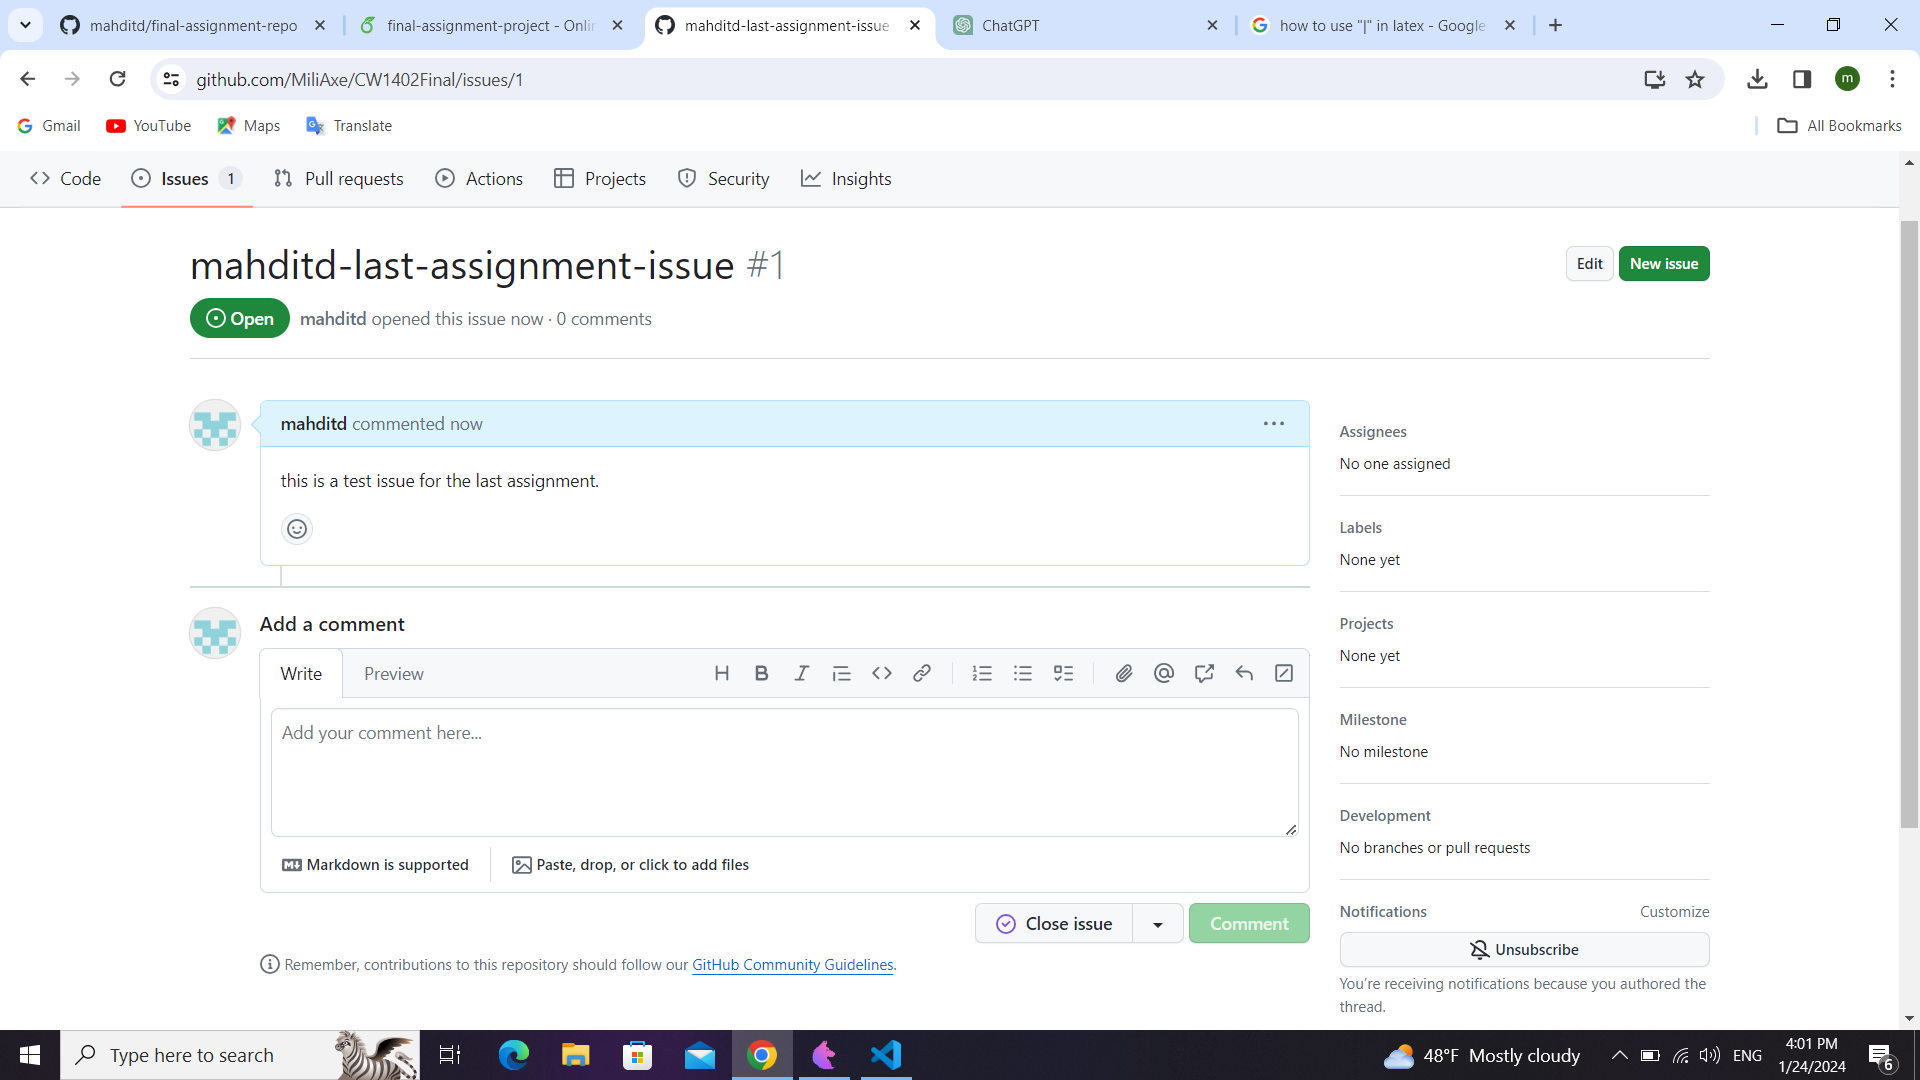 mahditd/final-assignment-repo
final-assignment-project - Onlin
mahditd-last-assignment-issue
ChatGPT
how to use "|" in latex - Google
github.com/MiliAxe/CW1402Final/issues/1
m
Gmail
YouTube
Maps
Translate
All Bookmarks
Code
Issues 1
Pull requests
Actions
Projects
Security
Insights
mahditd-last-assignment-issue #1
Edit
New issue
Open
mahditd opened this issue now · 0 comments
mahditd commented now
this is a test issue for the last assignment.
Assignees
No one assigned
Labels
None yet
Projects
None yet
Milestone
No milestone
Development
No branches or pull requests
Notifications
Customize
Unsubscribe
You're receiving notifications because you authored the
thread.
Add a comment
Write
Preview
Add your comment here...
Markdown is supported
Paste, drop, or click to add files
Close issue
Comment
Remember, contributions to this repository should follow our GitHub Community Guidelines.
Type here to search
48°F Mostly cloudy
ENG
4:01 PM
1/24/2024
6